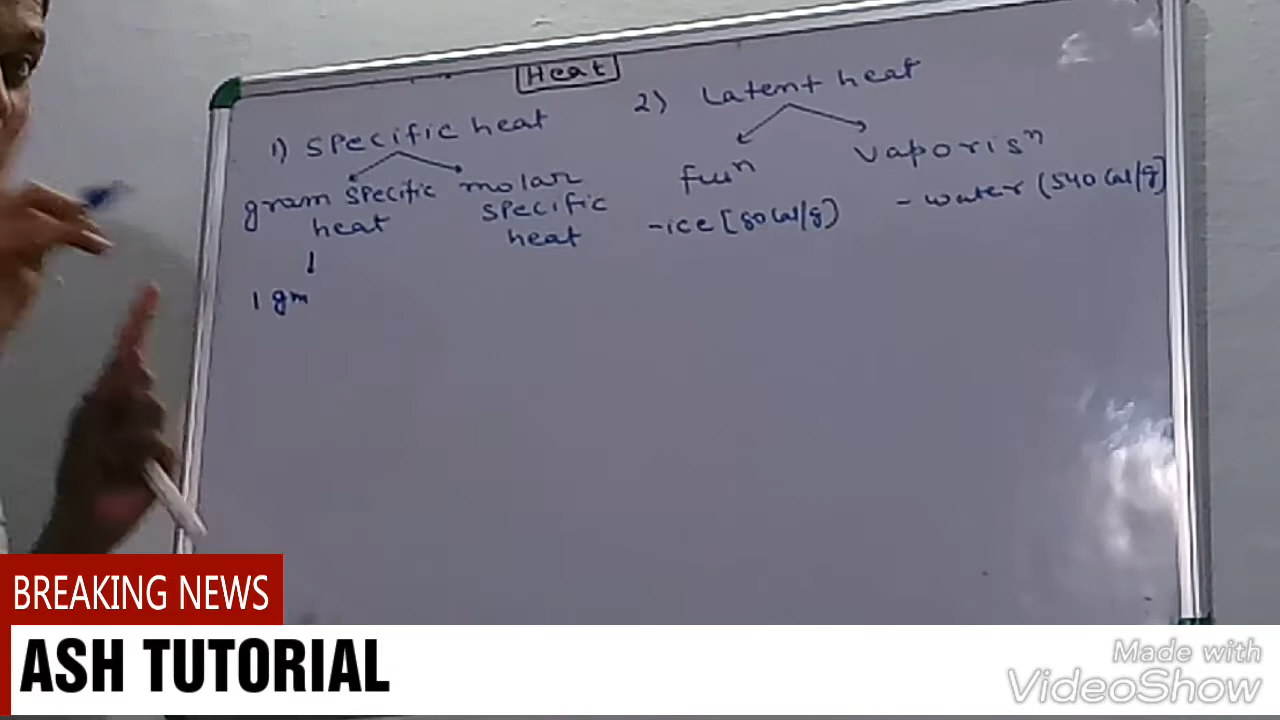 Heat
1) specific heat
gram specific
heat
molar
specific
heat
↓
1 gm
2) Latent heat
fusⁿ
-ice [80 cal/g)
vaporisⁿ
- water (540 cal/g]
BREAKING NEWS
ASH TUTORIAL
Made with
VideoShow